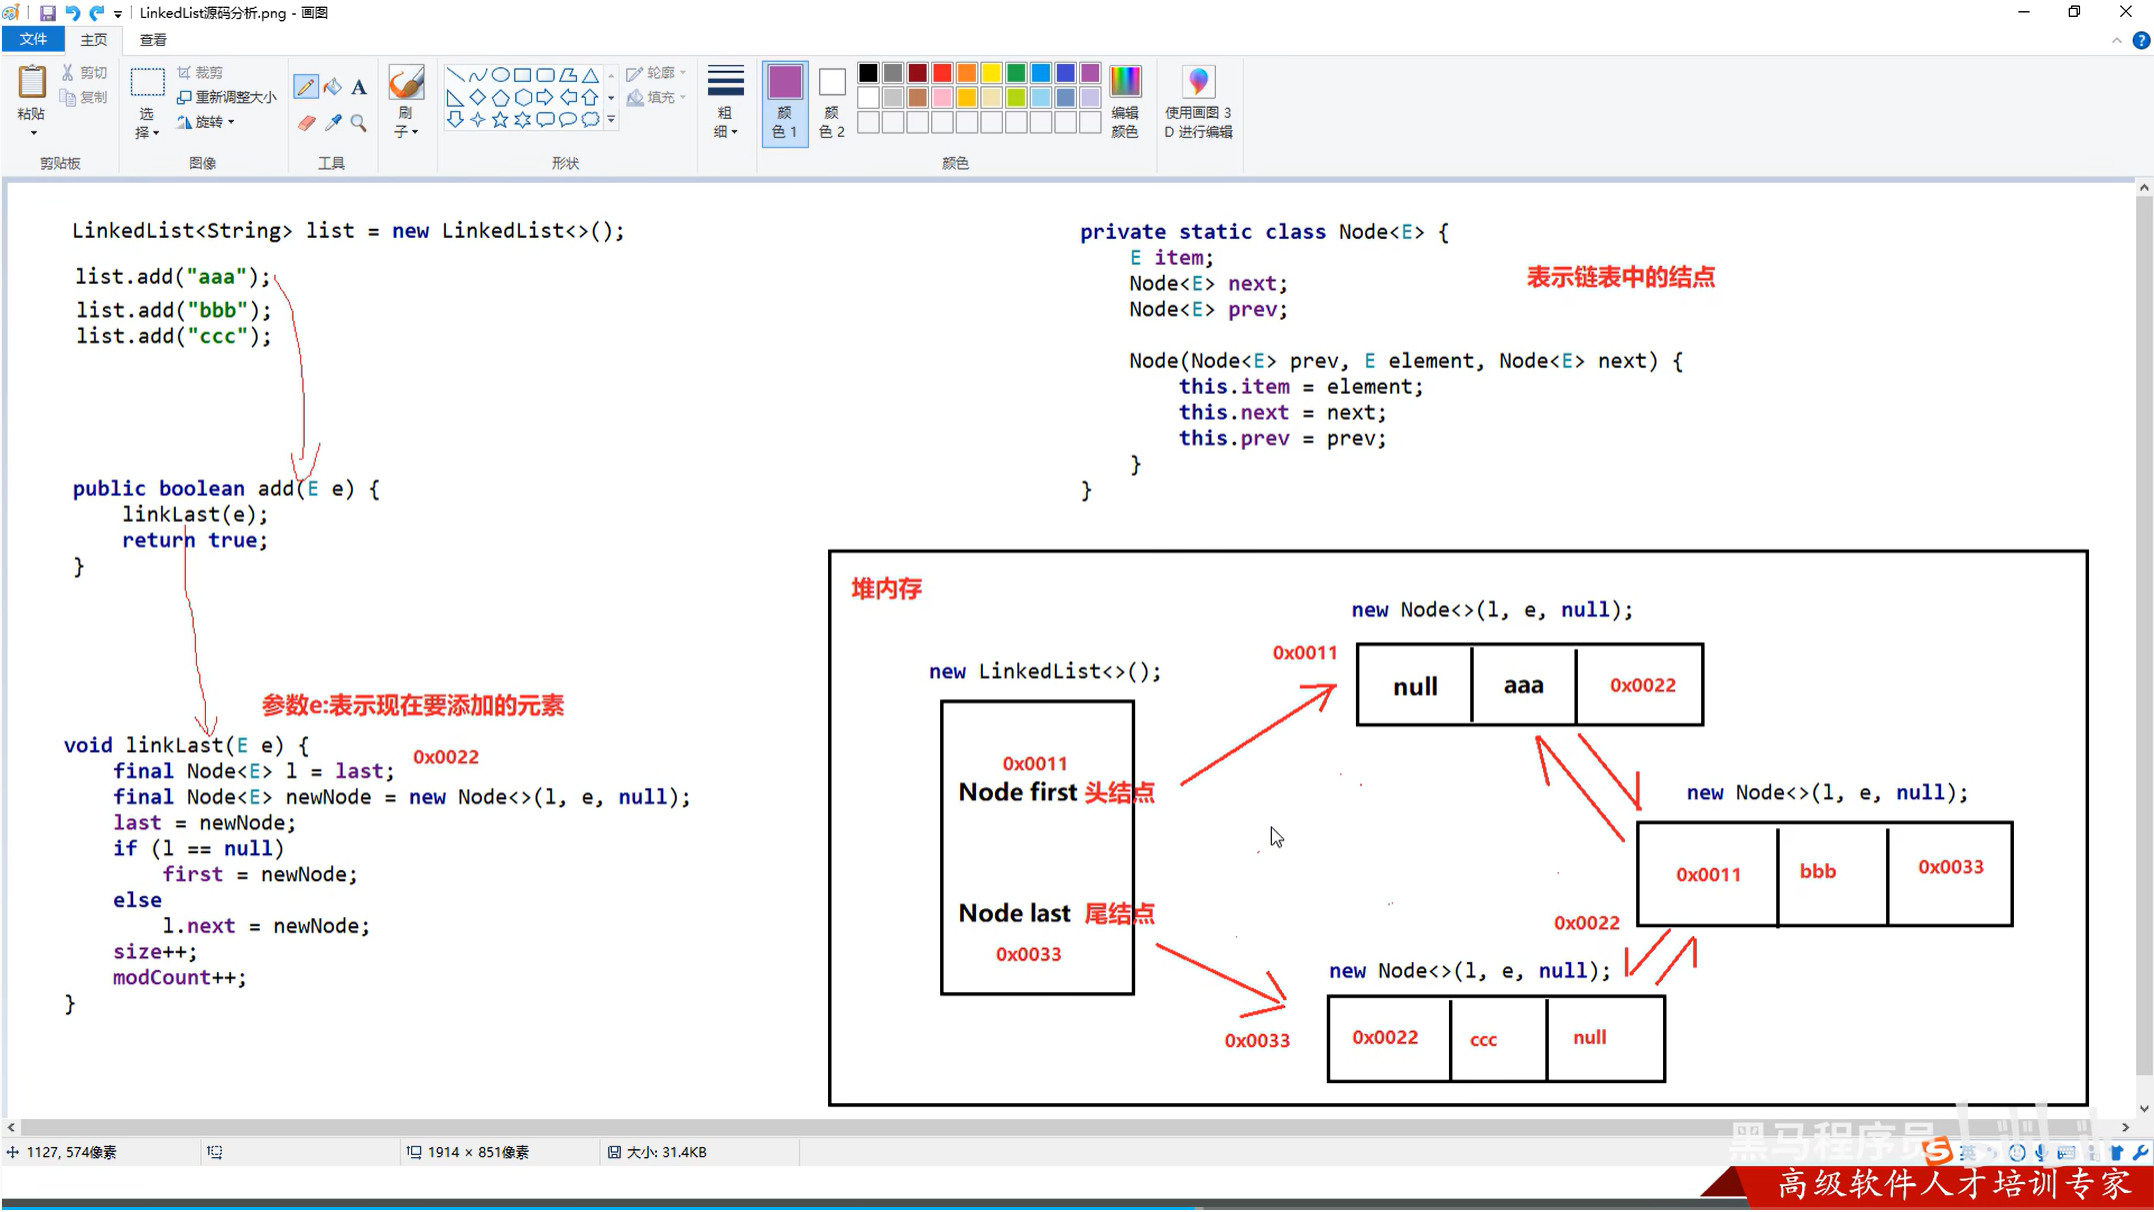 LinkedList源码分析.png - 画图
文件 主页 查看
粘贴
剪切
复制
剪贴板
选择
裁剪
重新调整大小
旋转
图像
A
工具
刷子
轮廓
填充
形状
粗细
颜色 1
颜色 2
编辑颜色
颜色
使用画图 3D 进行编辑
LinkedList<String> list = new LinkedList<>();
list.add("aaa");
list.add("bbb");
list.add("ccc");
public boolean add(E e) {
linkLast(e);
return true;
}
参数e:表示现在要添加的元素
void linkLast(E e) {
final Node<E> l = last;
0x0022
final Node<E> newNode = new Node<>(l, e, null);
last = newNode;
if (l == null)
first = newNode;
else
l.next = newNode;
size++;
modCount++;
}
private static class Node<E> {
E item;
Node<E> next;
Node<E> prev;
表示链表中的结点
Node(Node<E> prev, E element, Node<E> next) {
this.item = element;
this.next = next;
this.prev = prev;
}
}
堆内存
new LinkedList<>();
0x0011
Node first 头结点
Node last 尾结点
0x0033
new Node<>(l, e, null);
0x0011
null aaa 0x0022
new Node<>(l, e, null);
0x0011 bbb 0x0033
0x0022
new Node<>(l, e, null);
0x0033
0x0022 ccc null
1127, 574像素
1914 × 851像素
大小: 31.4KB
黑马程序员
bilibili
英
高级软件人才培训专家